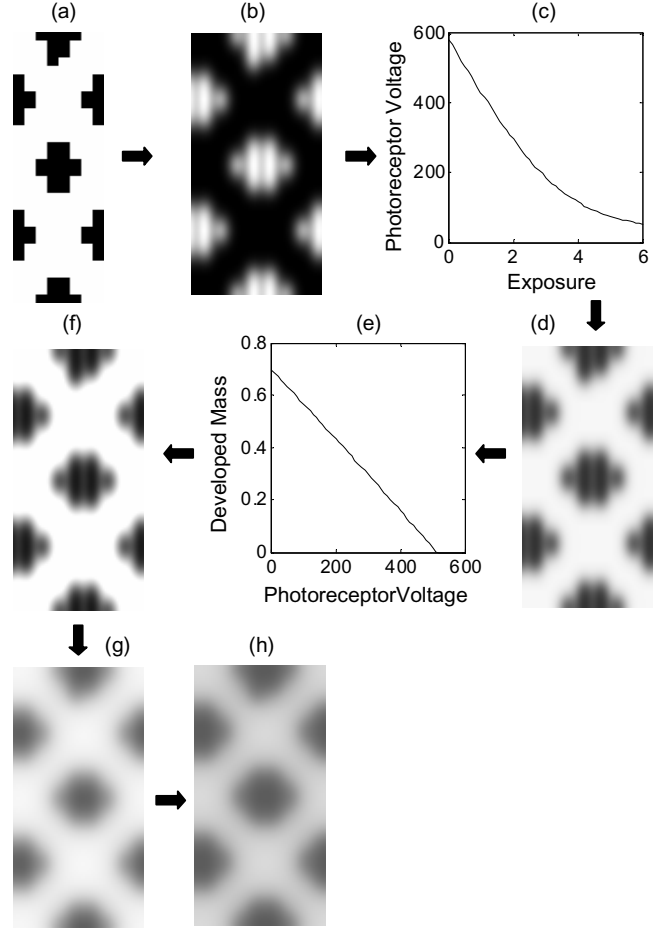 (a)
(b)
(c)
600
400
200
0
Photoreceptor Voltage
0 2 4 6
Exposure
(f)
(e)
(d)
0.8
0.6
0.4
0.2
0
Developed Mass
0 200 400 600
PhotoreceptorVoltage
(g)
(h)